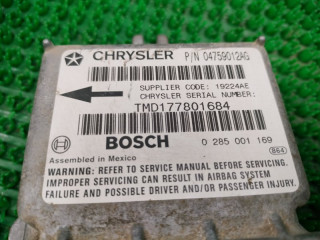 CHRYSLER P/N 04759012AG
SUPPLIER CODE: 19224AE
CHRYSLER SERIAL NUMBER:
TMD177801684
BOSCH 0 285 001 169
Assembled in Mexico B64
WARNING: REFER TO SERVICE MANUAL BEFORE SERVICING.
IMPROPER SERVICING CAN RESULT IN AIRBAG SYSTEM
FAILURE AND POSSIBLE DRIVER AND/OR PASSENGER INJURY.